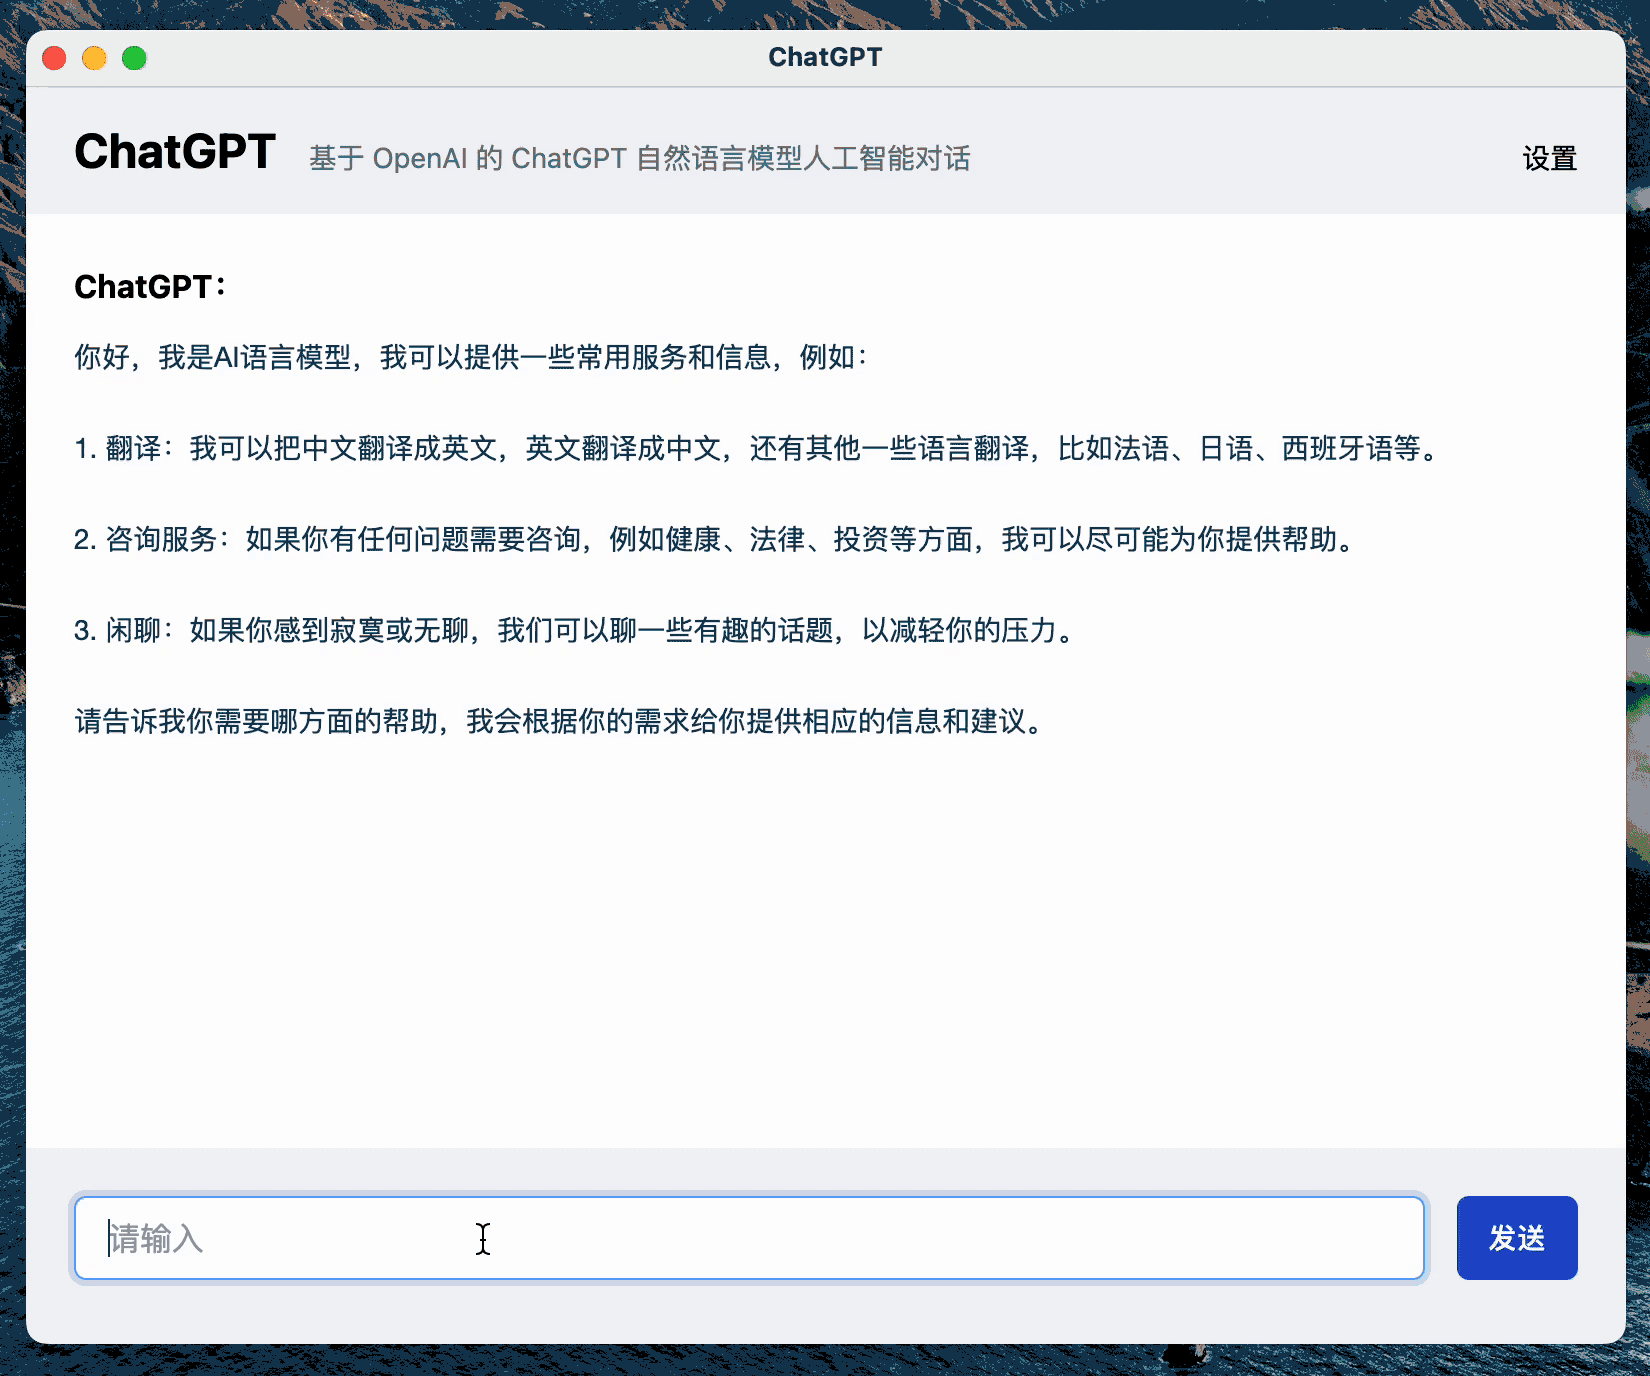 ChatGPT
ChatGPT 基于 OpenAI 的 ChatGPT 自然语言模型人工智能对话 设置
ChatGPT：
你好，我是AI语言模型，我可以提供一些常用服务和信息，例如：
1. 翻译：我可以把中文翻译成英文，英文翻译成中文，还有其他一些语言翻译，比如法语、日语、西班牙语等。
2. 咨询服务：如果你有任何问题需要咨询，例如健康、法律、投资等方面，我可以尽可能为你提供帮助。
3. 闲聊：如果你感到寂寞或无聊，我们可以聊一些有趣的话题，以减轻你的压力。
请告诉我你需要哪方面的帮助，我会根据你的需求给你提供相应的信息和建议。
请输入 发送